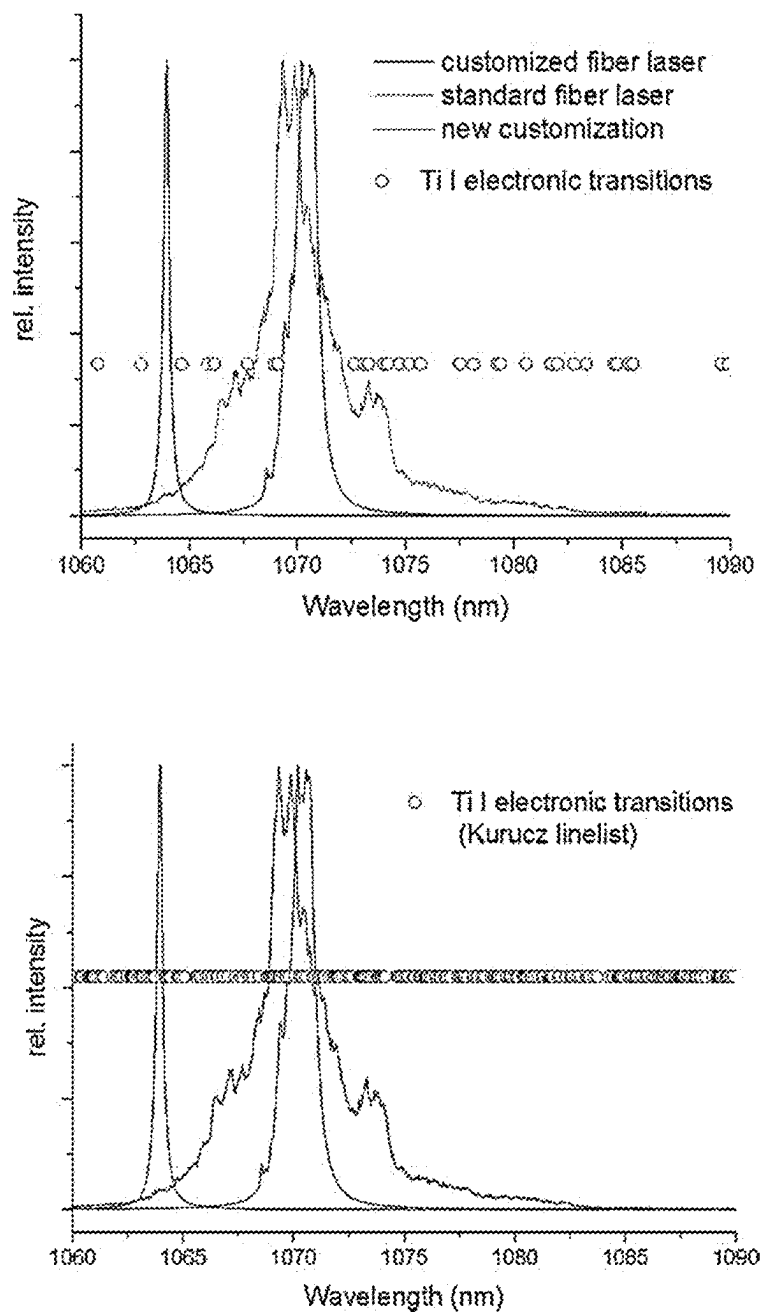 customized fiber laser
standard fiber laser
new customization
Ti I electronic transitions
rel. intensity
1060 1065 1070 1075 1080 1085 1090
Wavelength (nm)
Ti I electronic transitions
(Kurucz linelist)
rel. intensity
1060 1065 1070 1075 1080 1085 1090
Wavelength (nm)